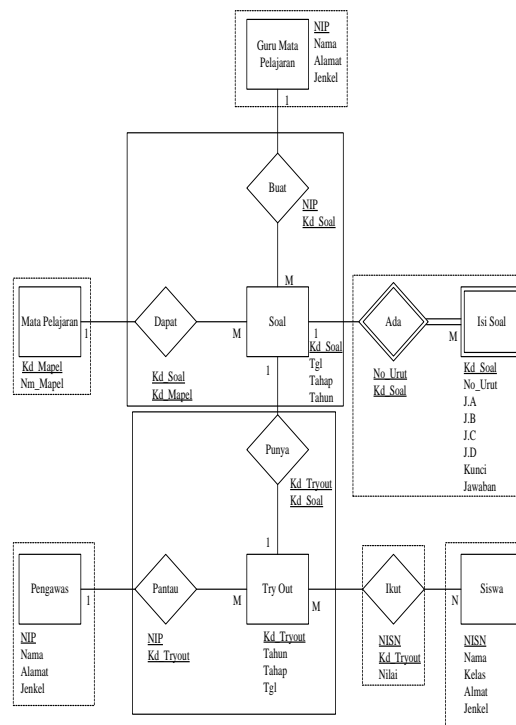 Guru Mata
Pelajaran
NIP
Nama
Alamat
Jenkel
1
Buat
NIP
Kd_Soal
M
Mata Pelajaran
1
Kd_Mapel
Nm_Mapel
Dapat
M
Kd_Soal
Kd_Mapel
Soal
1
Kd_Soal
Tgl
Tahap
Tahun
1
Ada
No_Urut
Kd_Soal
M
Isi Soal
Kd_Soal
No_Urut
J.A
J.B
J.C
J.D
Kunci
Jawaban
Punya
Kd_Tryout
Kd_Soal
1
Pengawas
1
NIP
Nama
Alamat
Jenkel
Pantau
M
NIP
Kd_Tryout
Try Out
M
Kd_Tryout
Tahun
Tahap
Tgl
Ikut
NISN
Kd_Tryout
Nilai
N
Siswa
NISN
Nama
Kelas
Almat
Jenkel